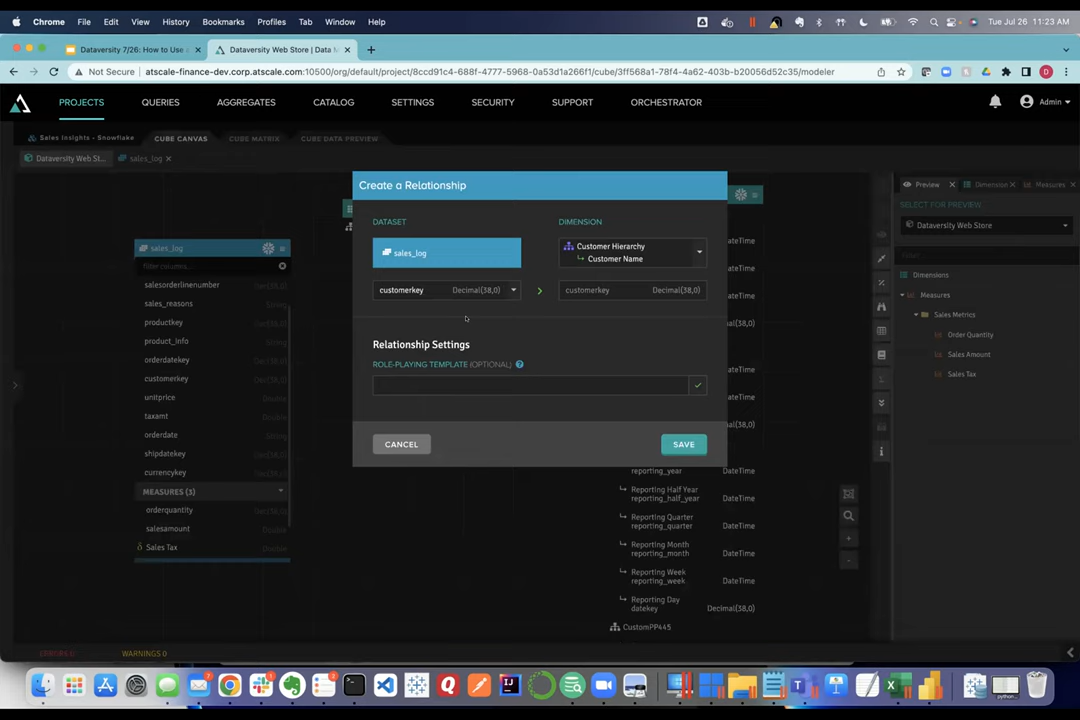 Chrome File Edit View History Bookmarks Profiles Tab Window Help Tue Jul 26 11:23 AM
Dataversity 7/26: How to Use
Dataversity Web Store | Data M
Not Secure atscale-finance-dev.corp.atscale.com:10500/org/default/project/8ccd91c4-688f-4777-5968-0a53d1a266f1/cube/3ff568a1-78f4-4a62-403b-b20056d52c35/modeler
PROJECTS QUERIES AGGREGATES CATALOG SETTINGS SECURITY SUPPORT ORCHESTRATOR Admin
Sales Insights - Snowflake CUBE CANVAS CUBE MATRIX CUBE DATA PREVIEW
Dataversity Web St... sales_log
Preview Dimension Measures
SELECT FOR PREVIEW
Dataversity Web Store
Filter
Dimensions
Measures
Sales Metrics
Order Quantity
Sales Amount
Sales Tax
sales_log
filter columns...
salesorderlinenumber
sales_reasons String
productkey
product_info
orderdatekey
customerkey
unitprice
taxamt
orderdate
shipdatekey
currencykey
MEASURES (3)
orderquantity
salesamount
Sales Tax
Create a Relationship
DATASET
DIMENSION
sales_log
Customer Hierarchy
Customer Name
customerkey Decimal(38,0)
customerkey Decimal(38,0)
Relationship Settings
ROLE-PLAYING TEMPLATE (OPTIONAL) ?
CANCEL
SAVE
reporting_year DateTime
Reporting Half Year
reporting_half_year DateTime
Reporting Quarter
reporting_quarter DateTime
Reporting Month
reporting_month DateTime
Reporting Week
reporting_week DateTime
Reporting Day
datekey Decimal(38,0)
CustomPP445
WARNINGS 0